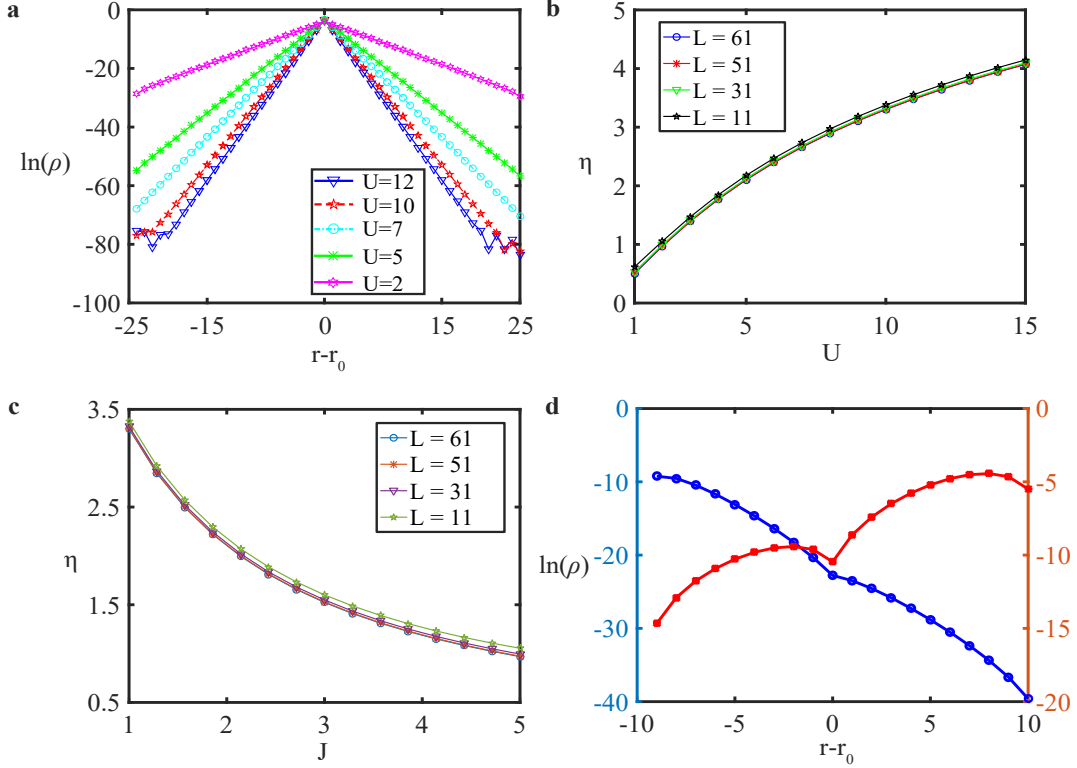 a
0
-20
-40
-60
-80
-100
ln(ρ)
U=12
U=10
U=7
U=5
U=2
-25
-15
0
15
25
r-r0
b
η
5
4
3
2
1
0
L = 61
L = 51
L = 31
L = 11
1
5
10
15
U
c
3.5
2.5
1.5
0.5
η
L = 61
L = 51
L = 31
L = 11
1
2
3
4
5
J
d
0
-10
-20
-30
-40
ln(ρ)
0
-5
-10
-15
-20
-10
-5
0
5
10
r-r0